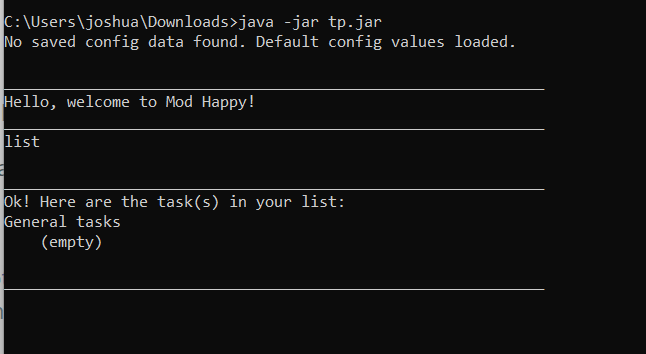 C:\Users\joshua\Downloads>java -jar tp.jar
No saved config data found. Default config values loaded.
Hello, welcome to Mod Happy!
list
Ok! Here are the task(s) in your list:
General tasks
(empty)